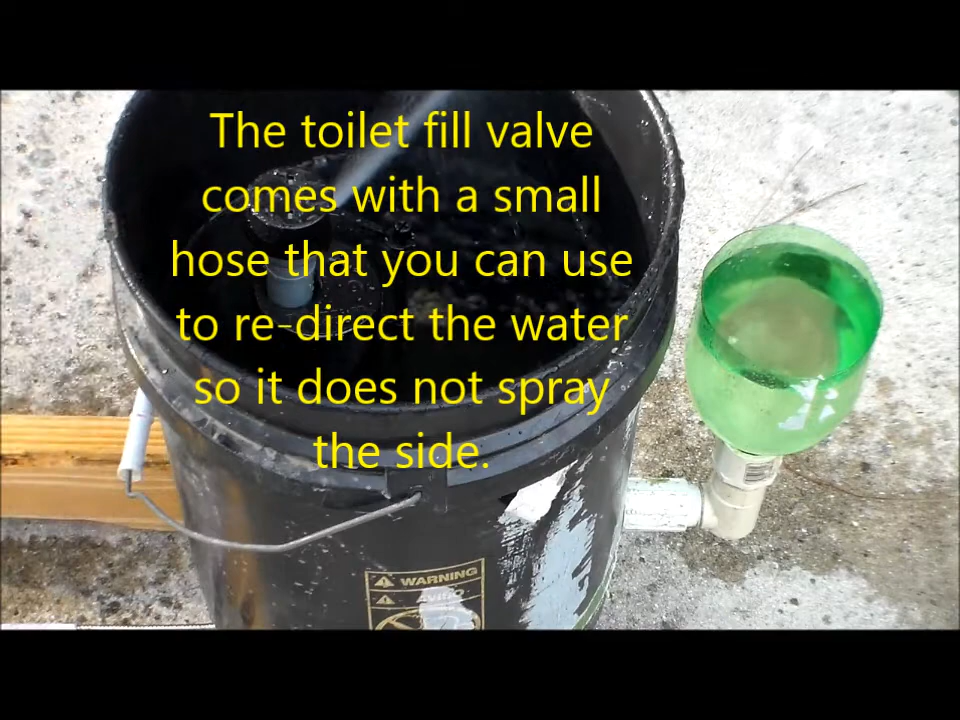 The toilet fill valve
comes with a small
hose that you can use
to re-direct the water
so it does not spray
the side.
WARNING